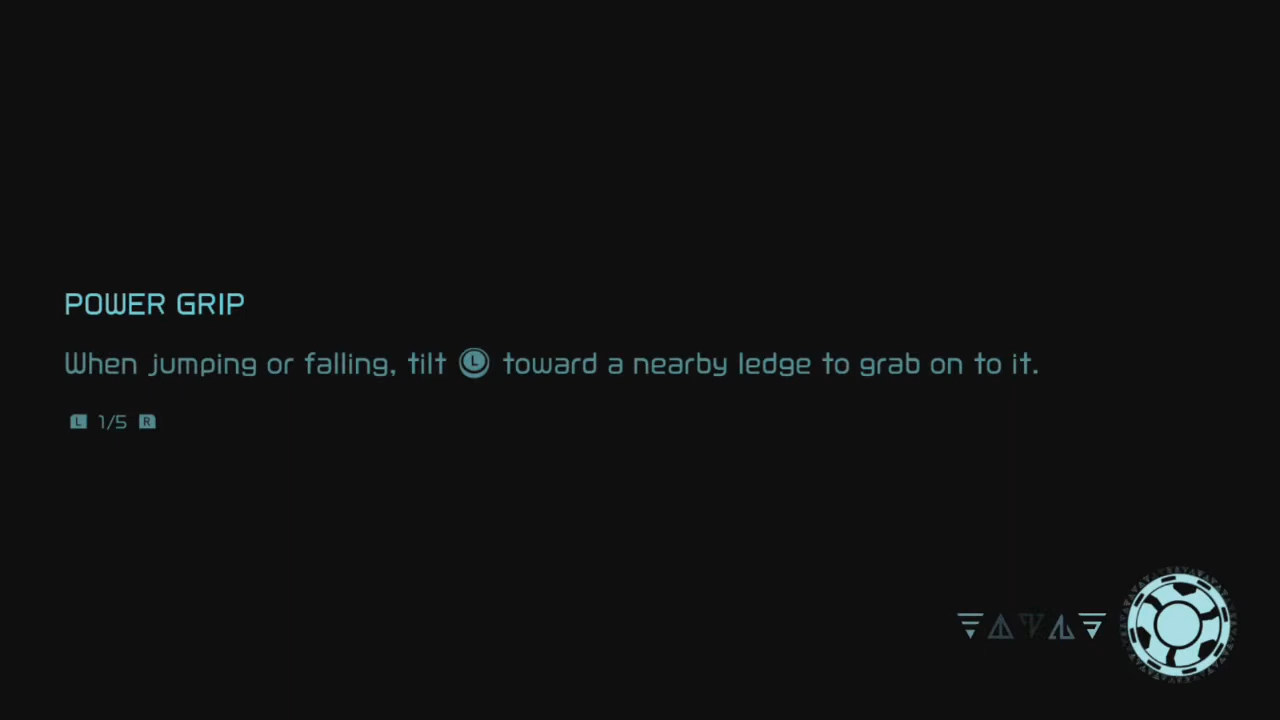 POWER GRIP
When jumping or falling, tilt L toward a nearby ledge to grab on to it.
L 1/5 R